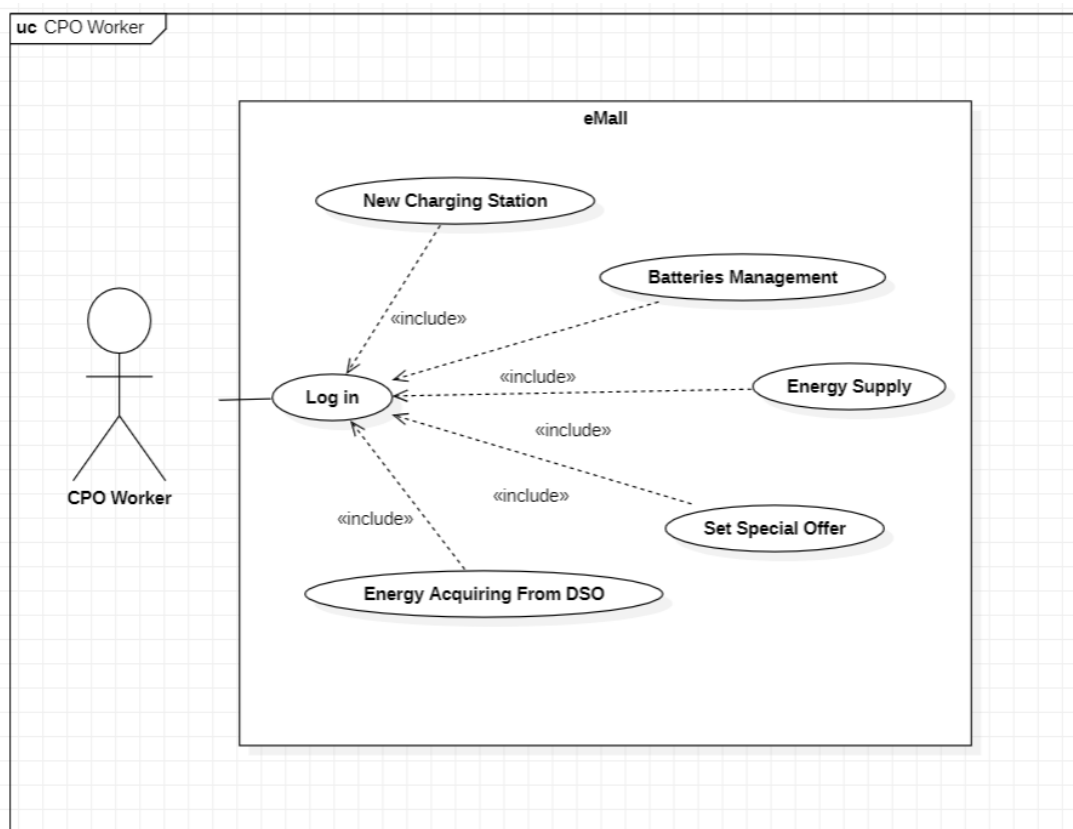 uc CPO Worker
eMall
New Charging Station
Batteries Management
«include»
«include»
Energy Supply
Log in
«include»
CPO Worker
«include»
«include»
Set Special Offer
Energy Acquiring From DSO